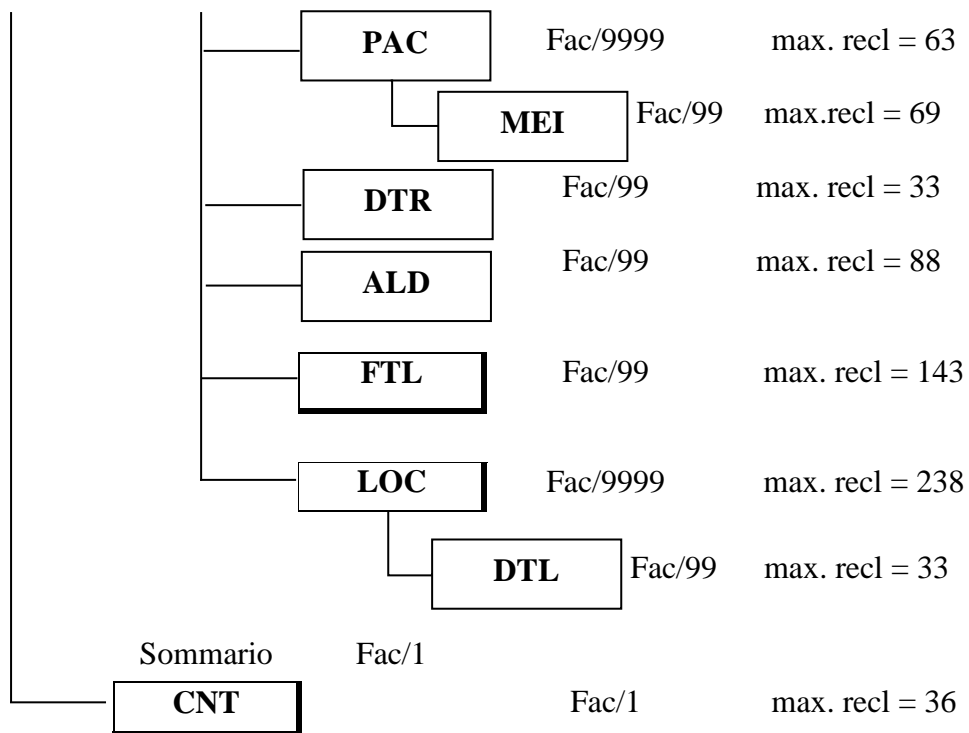 PAC Fac/9999 max. recl = 63
MEI Fac/99 max.recl = 69
DTR Fac/99 max. recl = 33
ALD Fac/99 max. recl = 88
FTL Fac/99 max. recl = 143
LOC Fac/9999 max. recl = 238
DTL Fac/99 max. recl = 33
Sommario Fac/1
CNT Fac/1 max. recl = 36